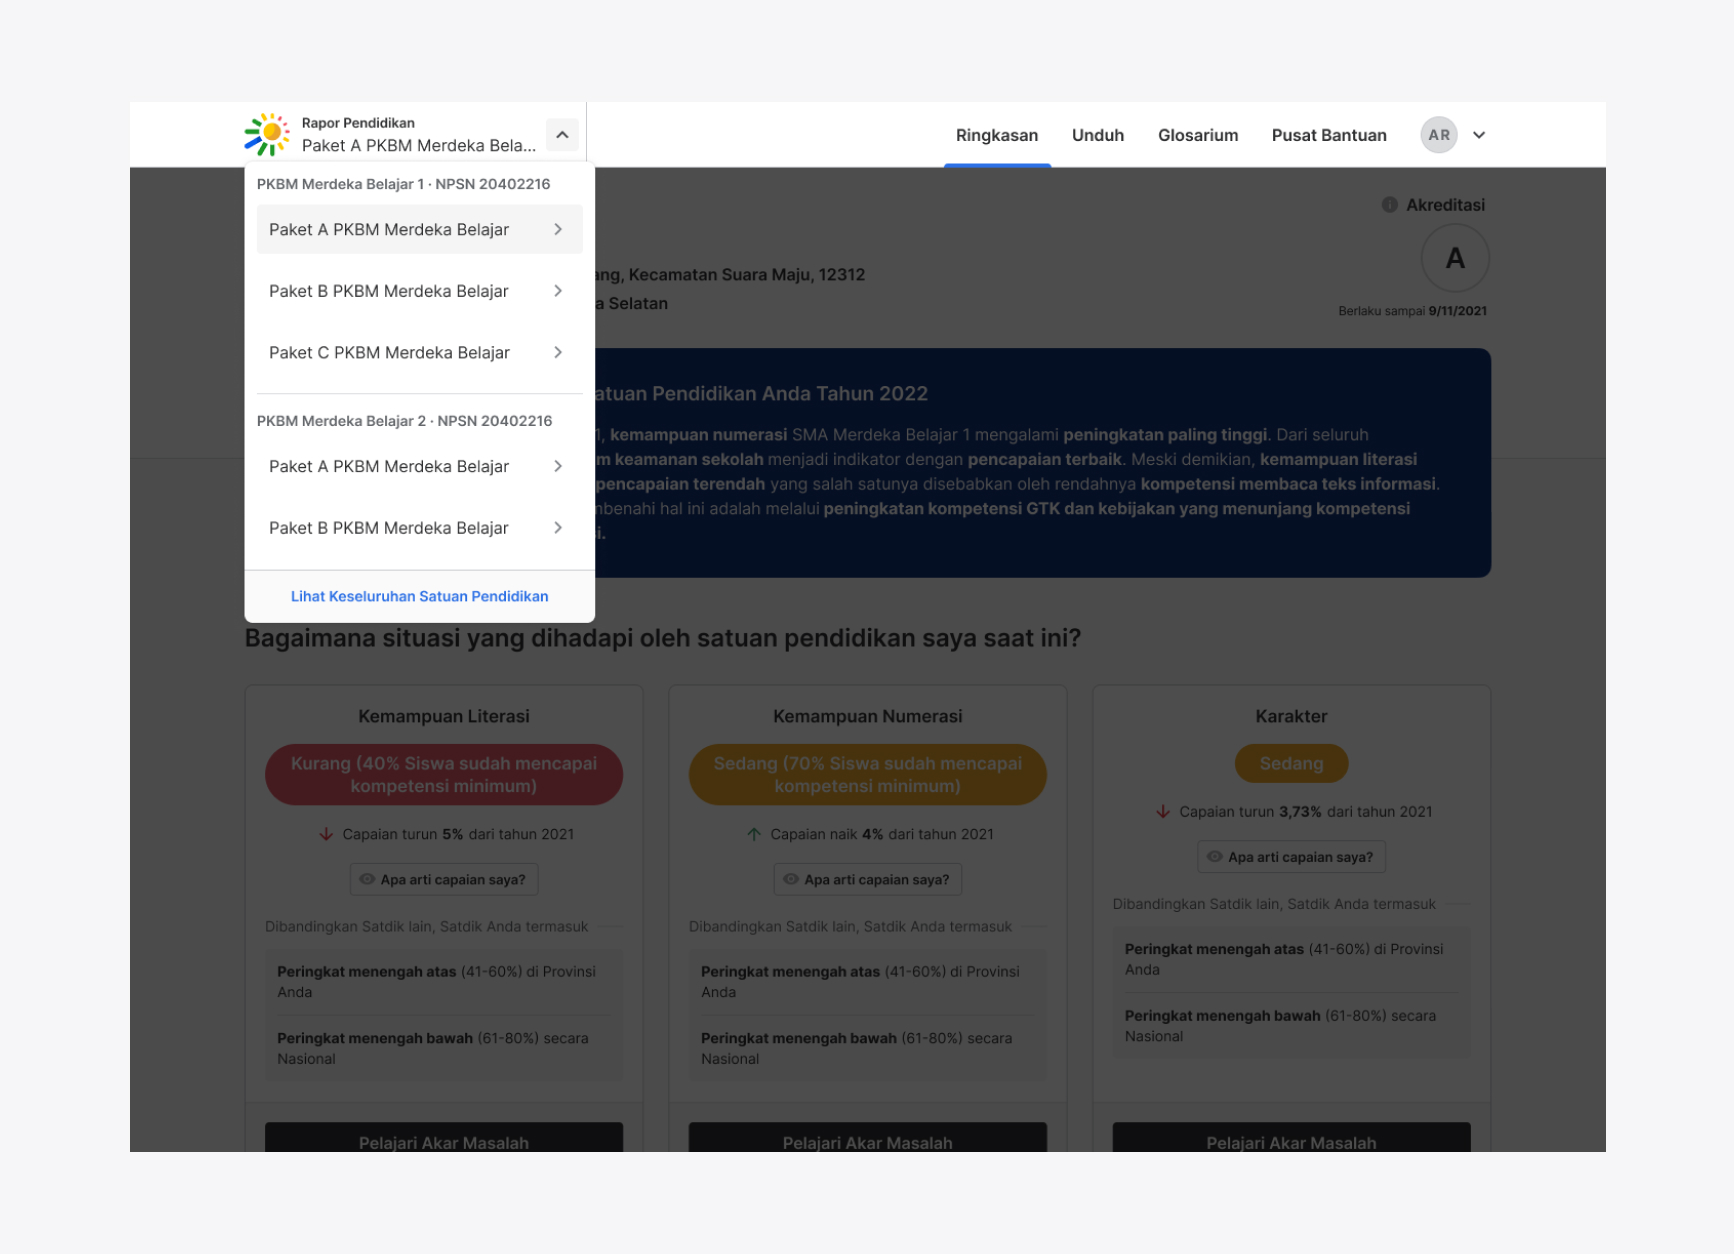 Rapor Pendidikan
Paket A PKBM Merdeka Bela...
Ringkasan
Unduh
Glosarium
Pusat Bantuan
AR
PKBM Merdeka Belajar 1 · NPSN 20402216
Paket A PKBM Merdeka Belajar
Paket B PKBM Merdeka Belajar
Paket C PKBM Merdeka Belajar
PKBM Merdeka Belajar 2 · NPSN 20402216
Paket A PKBM Merdeka Belajar
Paket B PKBM Merdeka Belajar
Lihat Keseluruhan Satuan Pendidikan
Akreditasi
A
Berlaku sampai 9/11/2021
ang, Kecamatan Suara Maju, 12312
a Selatan
atuan Pendidikan Anda Tahun 2022
1, kemampuan numerasi SMA Merdeka Belajar 1 mengalami peningkatan paling tinggi. Dari seluruh
m keamanan sekolah menjadi indikator dengan pencapaian terbaik. Meski demikian, kemampuan literasi
pencapaian terendah yang salah satunya disebabkan oleh rendahnya kompetensi membaca teks informasi.
nbenahi hal ini adalah melalui peningkatan kompetensi GTK dan kebijakan yang menunjang kompetensi
i.
Bagaimana situasi yang dihadapi oleh satuan pendidikan saya saat ini?
Kemampuan Literasi
Kurang (40% Siswa sudah mencapai
kompetensi minimum)
Capaian turun 5% dari tahun 2021
Apa arti capaian saya?
Dibandingkan Satdik lain, Satdik Anda termasuk
Peringkat menengah atas (41-60%) di Provinsi
Anda
Peringkat menengah bawah (61-80%) secara
Nasional
Pelajari Akar Masalah
Kemampuan Numerasi
Sedang (70% Siswa sudah mencapai
kompetensi minimum)
Capaian naik 4% dari tahun 2021
Apa arti capaian saya?
Dibandingkan Satdik lain, Satdik Anda termasuk
Peringkat menengah atas (41-60%) di Provinsi
Anda
Peringkat menengah bawah (61-80%) secara
Nasional
Pelajari Akar Masalah
Karakter
Sedang
Capaian turun 3,73% dari tahun 2021
Apa arti capaian saya?
Dibandingkan Satdik lain, Satdik Anda termasuk
Peringkat menengah atas (41-60%) di Provinsi
Anda
Peringkat menengah bawah (61-80%) secara
Nasional
Pelajari Akar Masalah